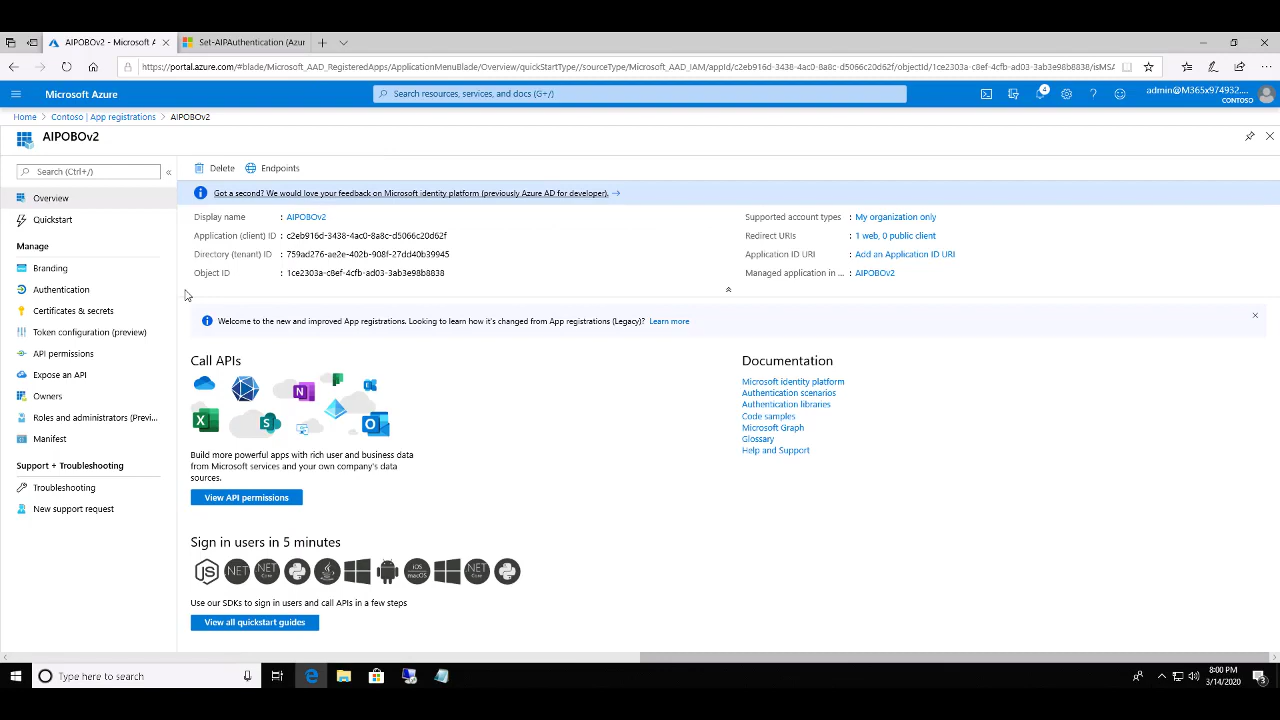 AIPOBOv2 - Microsoft A
Set-AIPAuthentication (Azur
https://portal.azure.com/#blade/Microsoft_AAD_RegisteredApps/ApplicationMenuBlade/Overview/quickStartType//sourceType/Microsoft_AAD_IAM/appId/c2eb916d-3438-4ac0-8a8c-d5066c20d62f/objectId/1ce2303a-c8ef-4cfb-ad03-3ab3e98b8838/isMSA
Microsoft Azure
Search resources, services, and docs (G+/)
4
admin@M365x974932....
CONTOSO
Home > Contoso | App registrations > AIPOBOv2
AIPOBOv2
Search (Ctrl+/)
«
Overview
Quickstart
Manage
Branding
Authentication
Certificates & secrets
Token configuration (preview)
API permissions
Expose an API
Owners
Roles and administrators (Previ...
Manifest
Support + Troubleshooting
Troubleshooting
New support request
Delete
Endpoints
Got a second? We would love your feedback on Microsoft identity platform (previously Azure AD for developer).
Display name : AIPOBOv2
Application (client) ID : c2eb916d-3438-4ac0-8a8c-d5066c20d62f
Directory (tenant) ID : 759ad276-ae2e-402b-908f-27dd40b39945
Object ID : 1ce2303a-c8ef-4cfb-ad03-3ab3e98b8838
Supported account types : My organization only
Redirect URIs : 1 web, 0 public client
Application ID URI : Add an Application ID URI
Managed application in ... : AIPOBOv2
Welcome to the new and improved App registrations. Looking to learn how it's changed from App registrations (Legacy)? Learn more
Call APIs
Build more powerful apps with rich user and business data
from Microsoft services and your own company's data
sources.
View API permissions
Sign in users in 5 minutes
Use our SDKs to sign in users and call APIs in a few steps
View all quickstart guides
Documentation
Microsoft identity platform
Authentication scenarios
Authentication libraries
Code samples
Microsoft Graph
Glossary
Help and Support
Type here to search
8:00 PM
3/14/2020
3